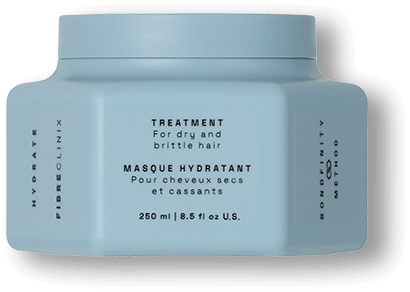 HYDRATE
FIBRECLINIX
TREATMENT
For dry and
brittle hair
MASQUE HYDRATANT
Pour cheveux secs
et cassants
250 ml | 8.5 fl oz U.S.
BONDFINITY
METHOD